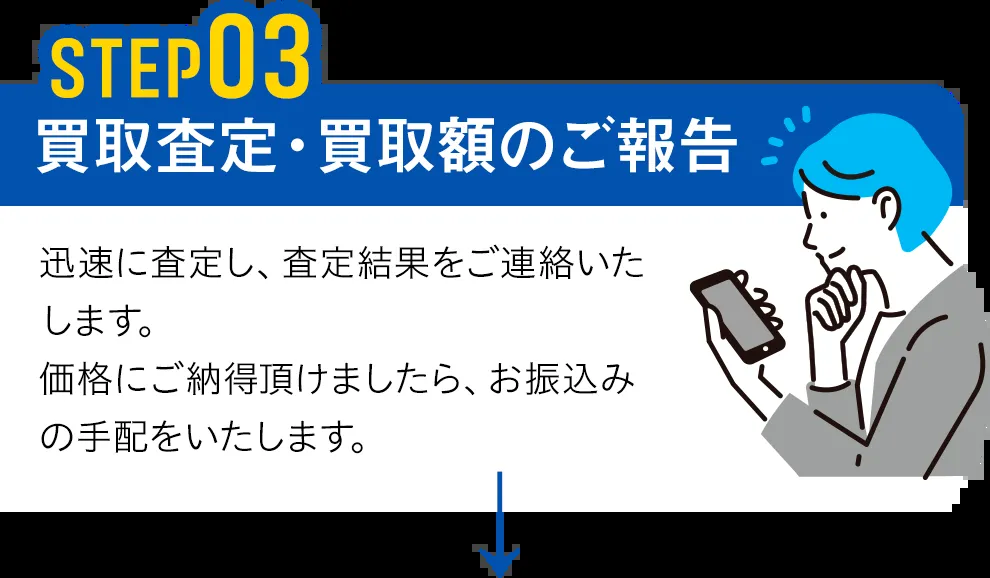 STEP03
買取査定・買取額のご報告
迅速に査定し、査定結果をご連絡いた
します。
価格にご納得頂けましたら、お振込み
の手配をいたします。